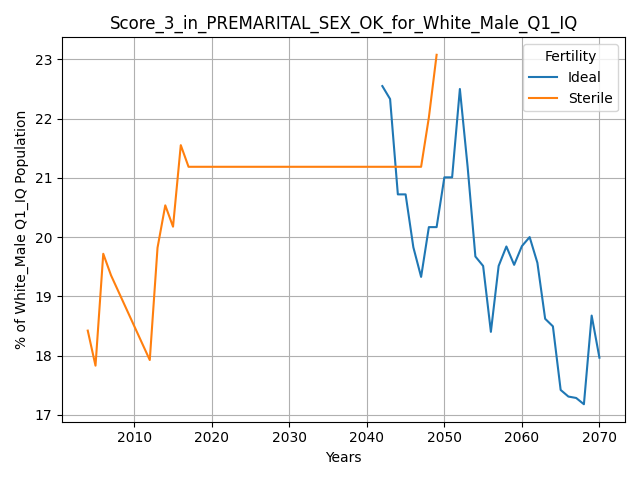 Score_3_in_PREMARITAL_SEX_OK_for_White_Male_Q1_IQ
Fertility
Ideal
Sterile
% of White_Male Q1_IQ Population
23
22
21
20
19
18
17
2010 2020 2030 2040 2050 2060 2070
Years